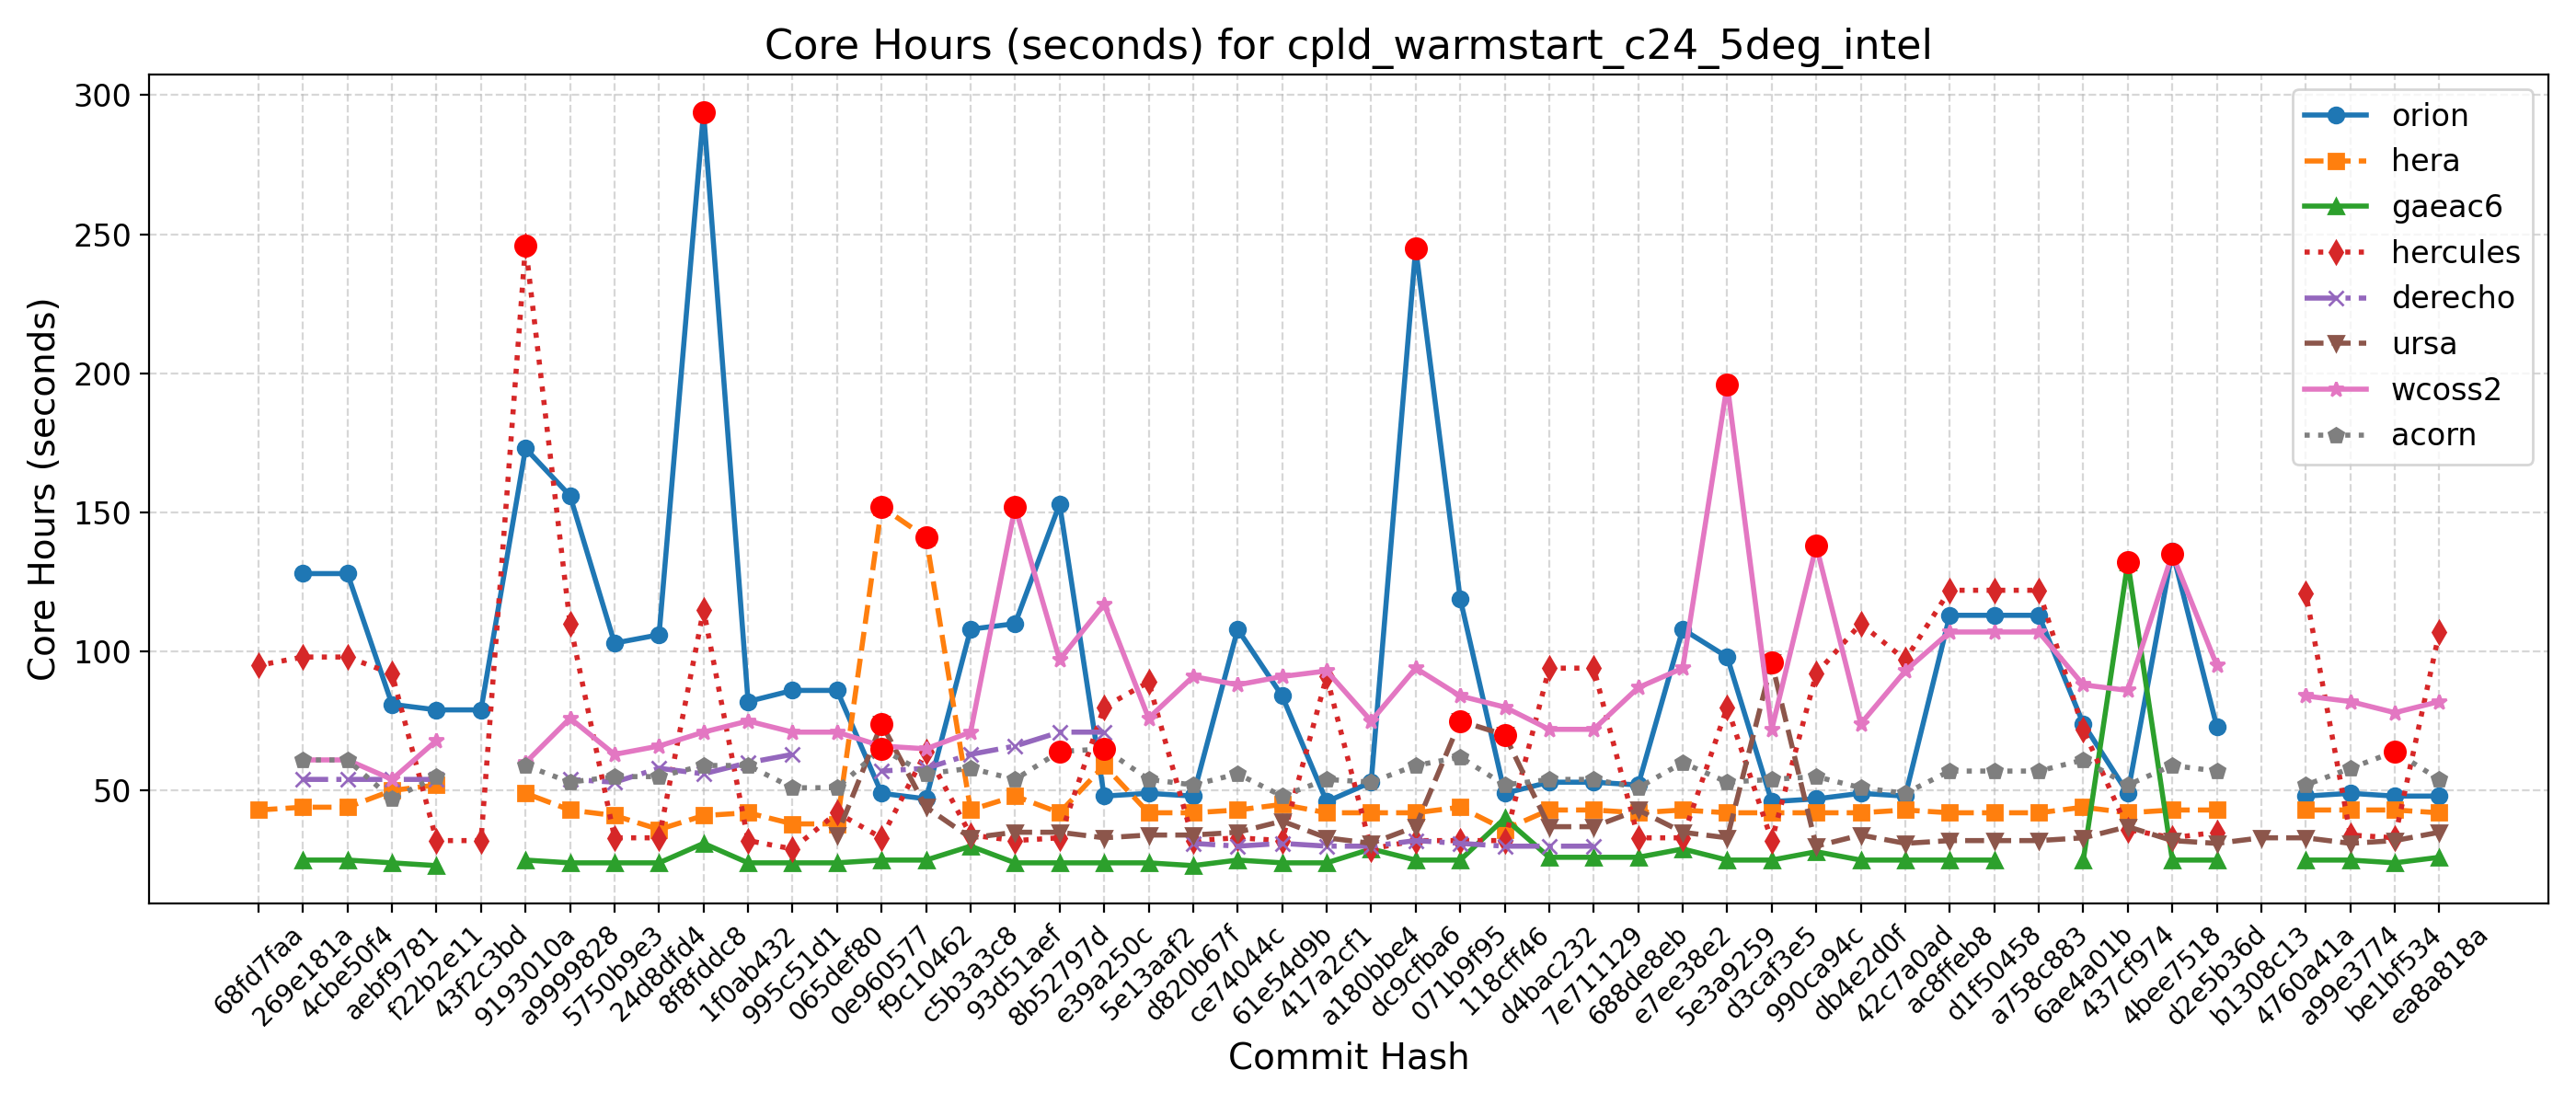 Core Hours (seconds) for cpld_warmstart_c24_5deg_intel
Core Hours (seconds)
300
250
200
150
100
50
orion
hera
gaeac6
hercules
derecho
ursa
wcoss2
acorn
68fd7faa
269e181a
4cbe50f4
aebf9781
f22b2e11
43f2c3bd
9193010a
a9999828
5750b9e3
24d8dfd4
8f8fddc8
1f0ab432
995c51d1
065def80
0e960577
f9c10462
c5b3a3c8
93d51aef
8b52797d
e39a250c
5e13aaf2
d820b67f
ce74044c
61e54d9b
417a2cf1
a180bbe4
dc9cfba6
071b9f95
118cff46
d4bac232
7e711129
688de8eb
e7ee38e2
5e3a9259
d3caf3e5
990ca94c
db4e2d0f
42c7a0ad
ac8ffeb8
d1f50458
a758c883
6ae4a01b
437cf974
4bee7518
d2e5b36d
b1308c13
4760a41a
a99e3774
be1bf534
ea8a818a
Commit Hash